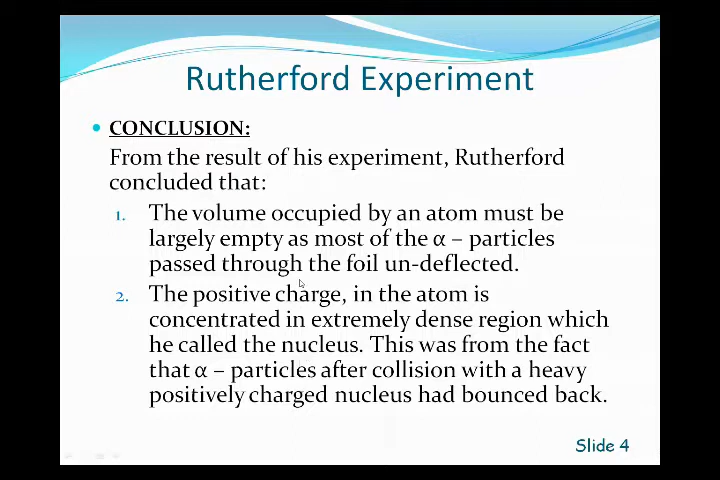 Rutherford Experiment
• CONCLUSION:
From the result of his experiment, Rutherford
concluded that:
1. The volume occupied by an atom must be
largely empty as most of the α – particles
passed through the foil un-deflected.
2. The positive charge, in the atom is
concentrated in extremely dense region which
he called the nucleus. This was from the fact
that α – particles after collision with a heavy
positively charged nucleus had bounced back.
Slide 4